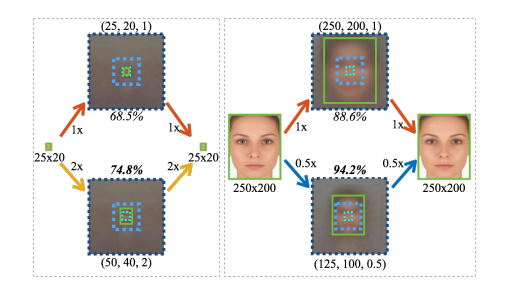 (25, 20, 1)
68.5%
1x
1x
25x20
25x20
2x
74.8%
2x
(50, 40, 2)
(250, 200, 1)
88.6%
1x
1x
0.5x
94.2%
0.5x
250x200
250x200
(125, 100, 0.5)